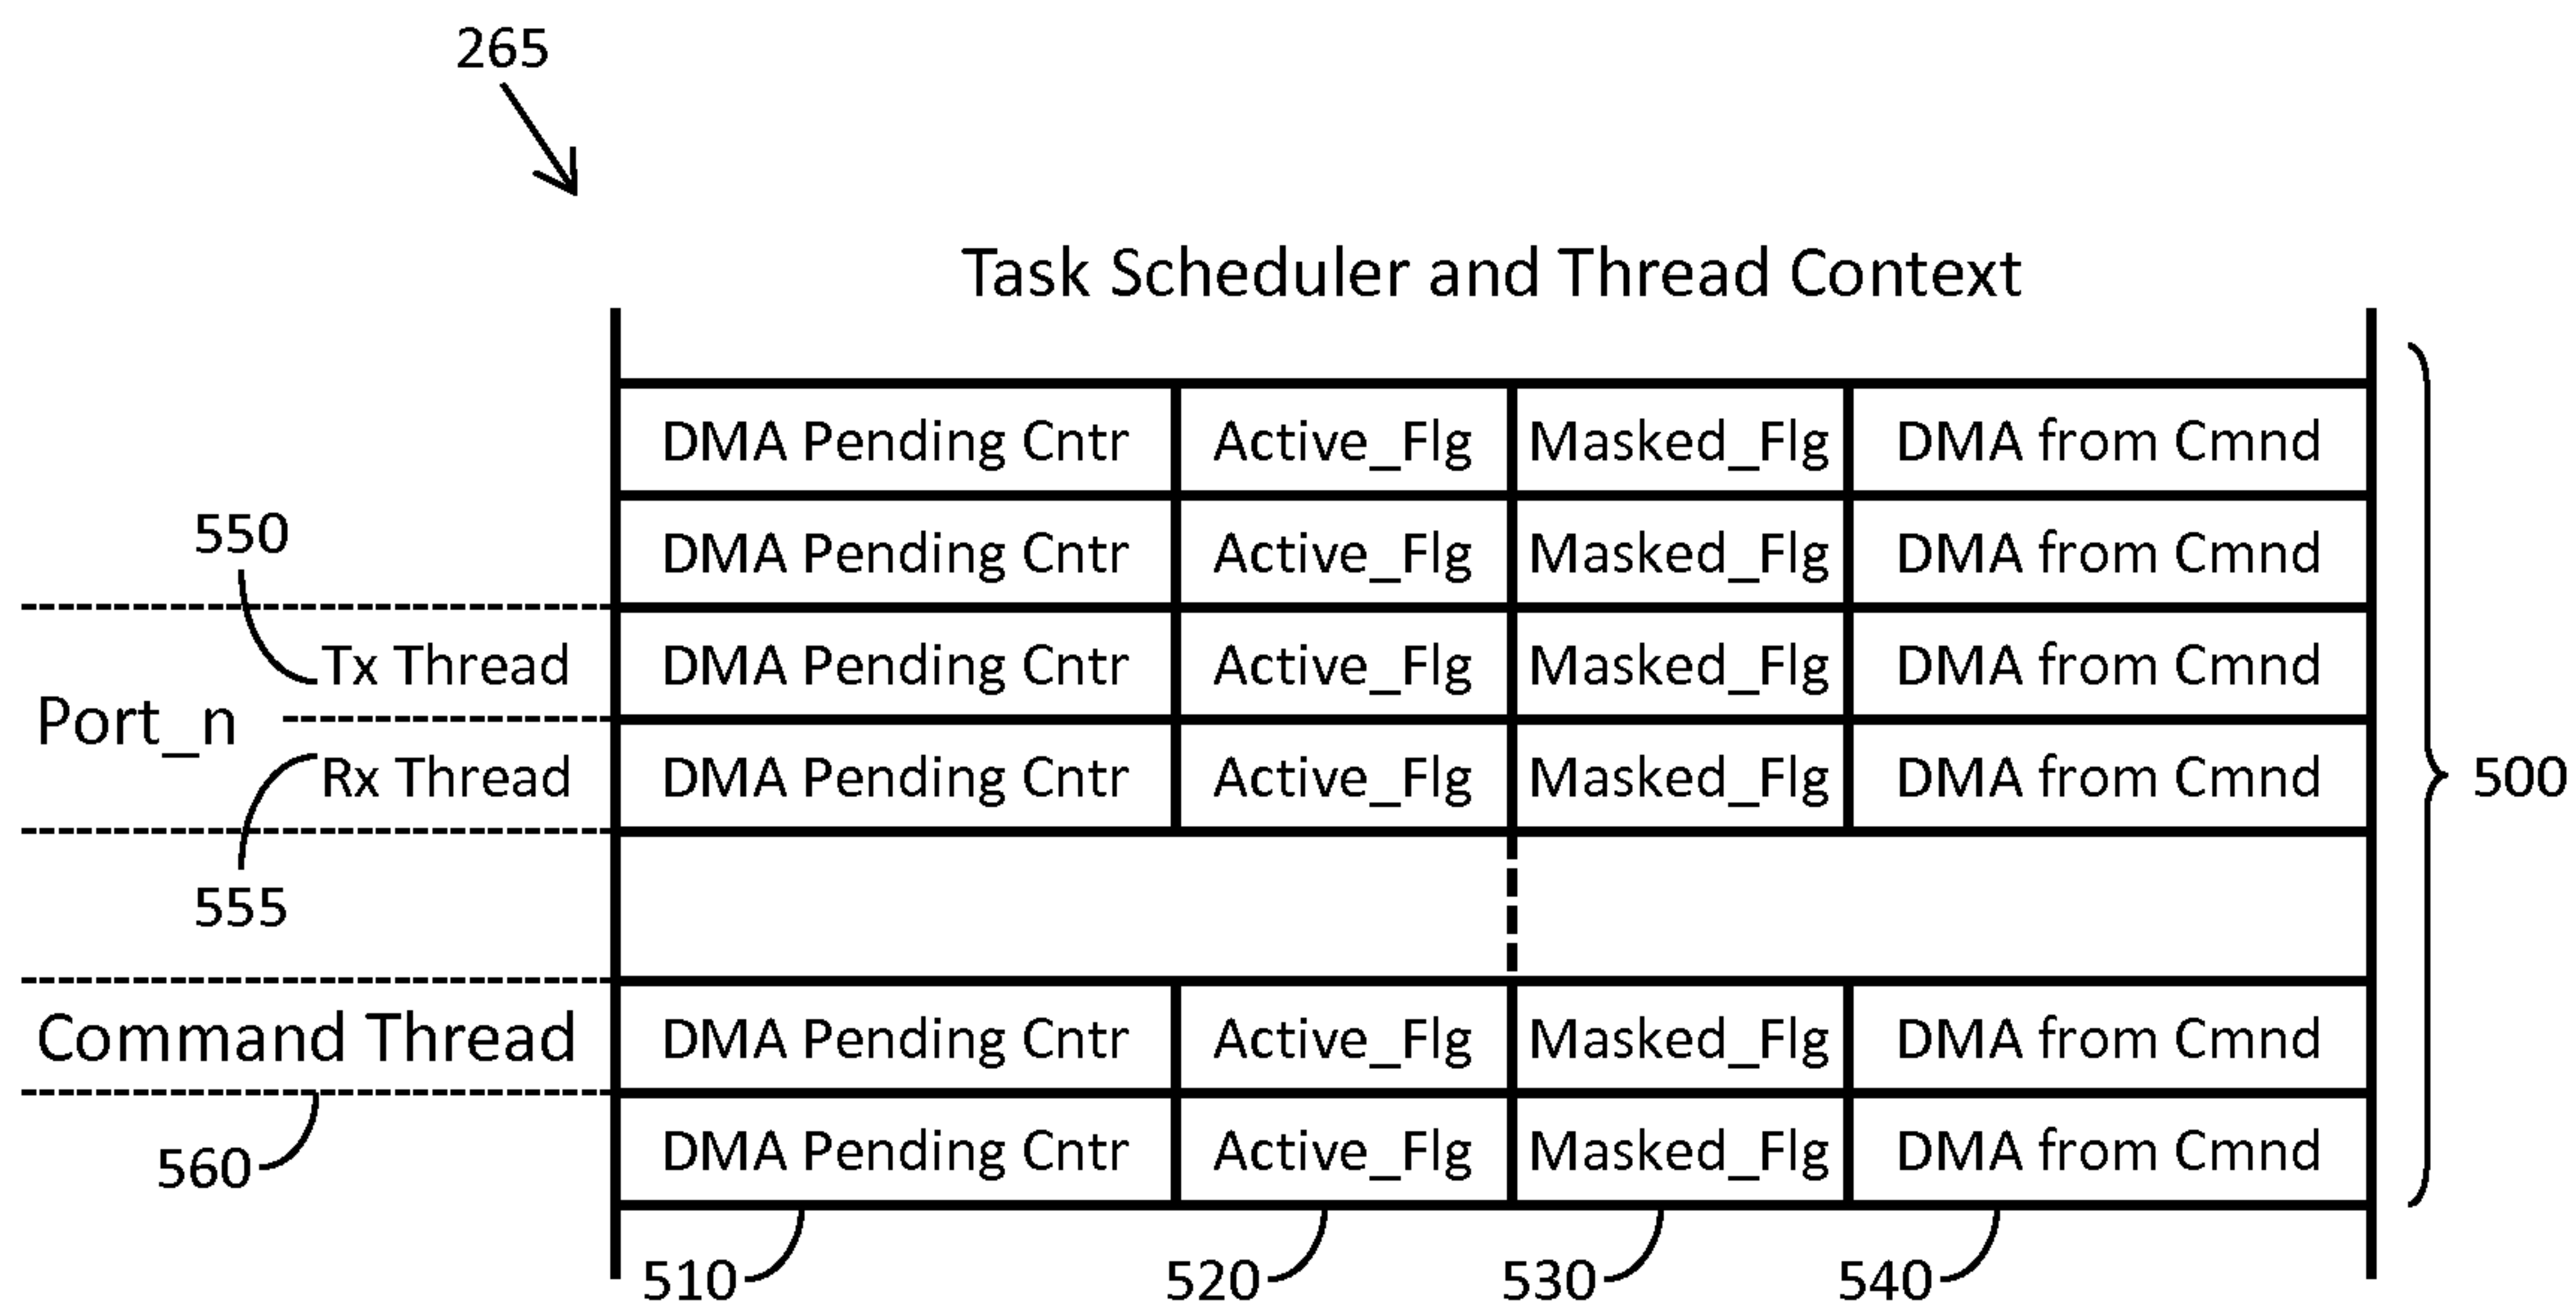 265
Task Scheduler and Thread Context
DMA Pending Cntr Active_Flg Masked_Flg DMA from Cmnd
550 DMA Pending Cntr Active_Flg Masked_Flg DMA from Cmnd
Tx Thread DMA Pending Cntr Active_Flg Masked_Flg DMA from Cmnd
Port_n
Rx Thread DMA Pending Cntr Active_Flg Masked_Flg DMA from Cmnd 500
555
Command Thread DMA Pending Cntr Active_Flg Masked_Flg DMA from Cmnd
560 DMA Pending Cntr Active_Flg Masked_Flg DMA from Cmnd
510 520 530 540